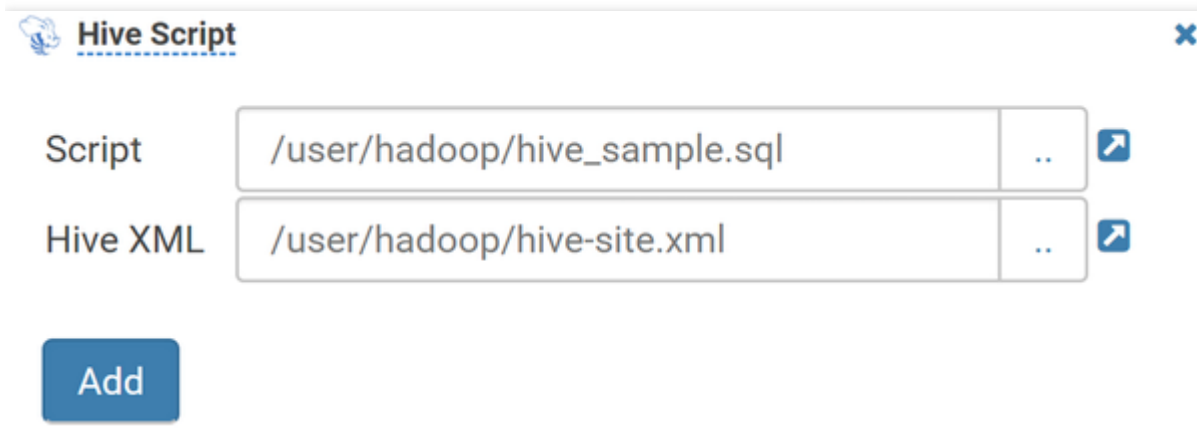 Hive Script
Script /user/hadoop/hive_sample.sql ..
Hive XML /user/hadoop/hive-site.xml ..
Add